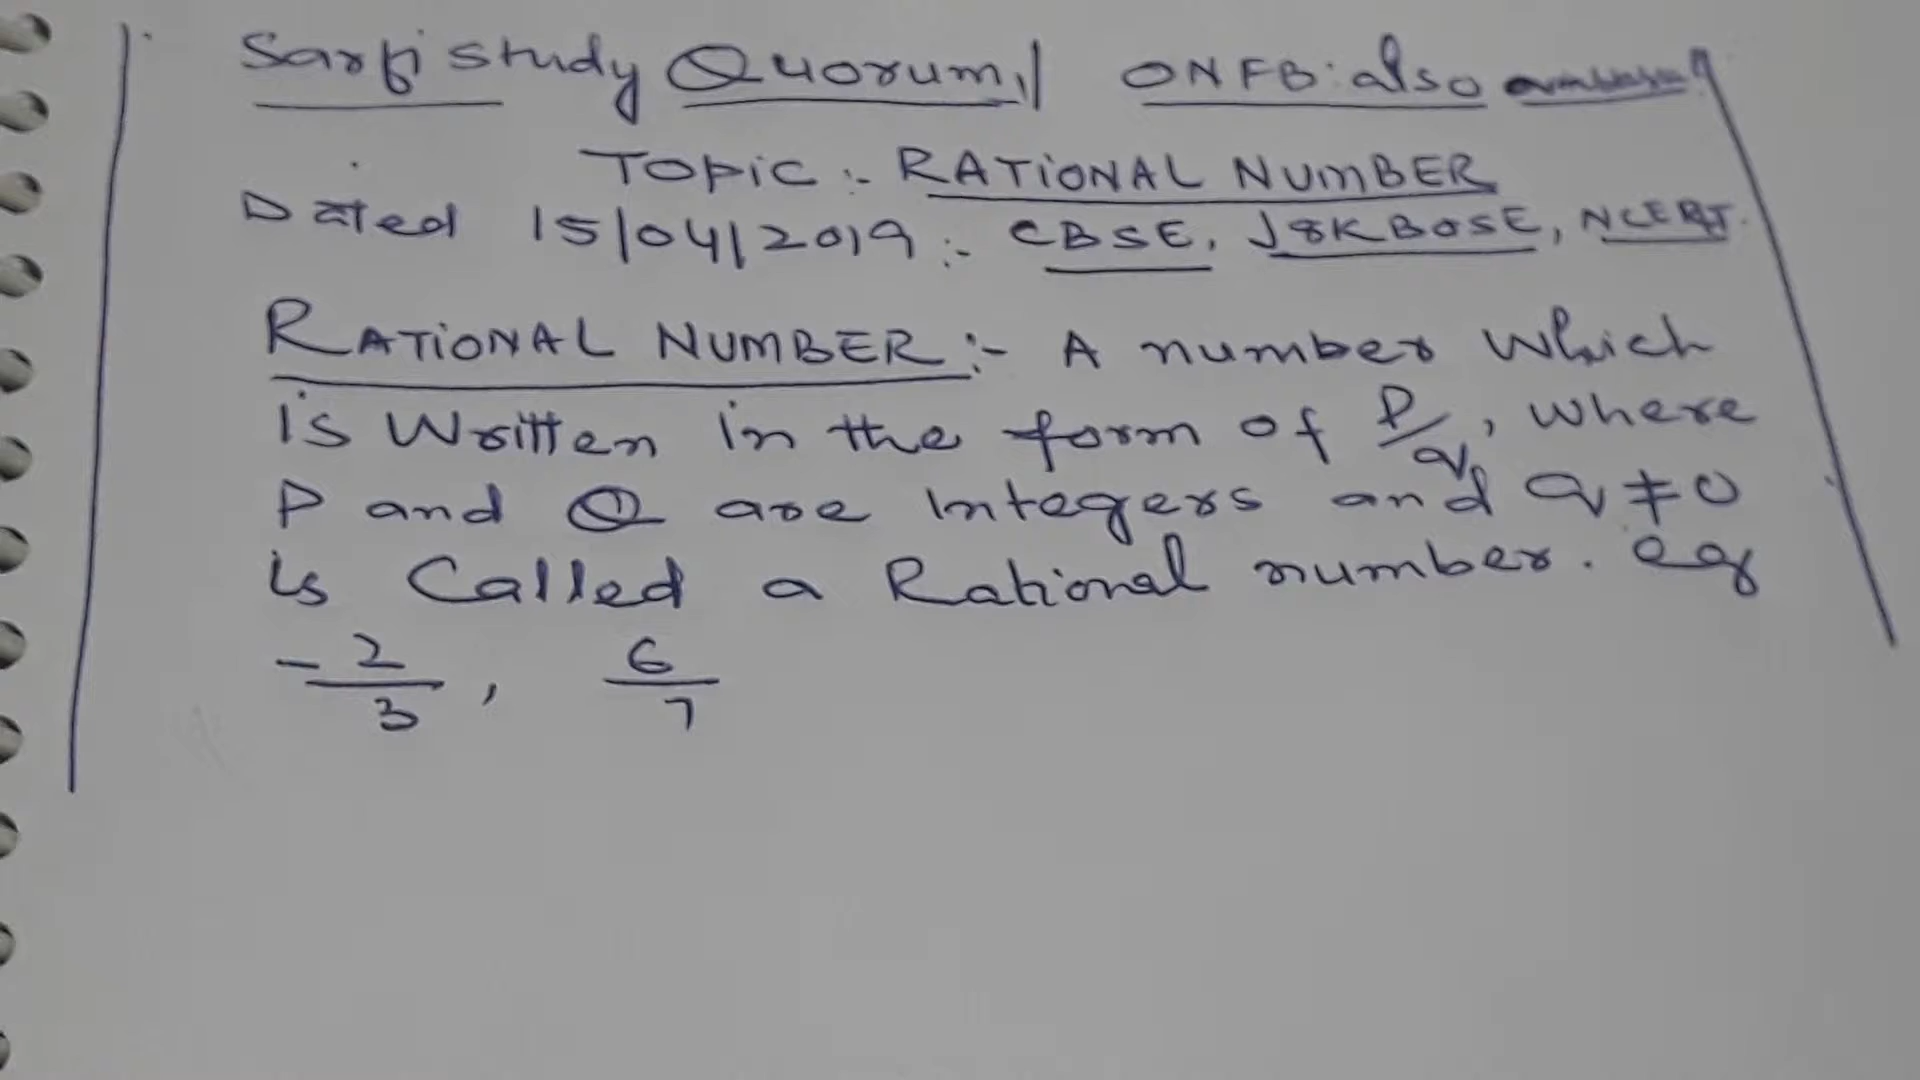 Sarfi study Quorum,| ONFB: also
Topic :- RATIONAL NUMBER
Dated 15/04/2019 :- CBSE, J&K BOSE, NCERT.
RATIONAL NUMBER :- A number which
is written in the form of P/q, where
P and Q are Integers and q ≠ 0
is Called a Rational number. eg
-2/3, 6/7